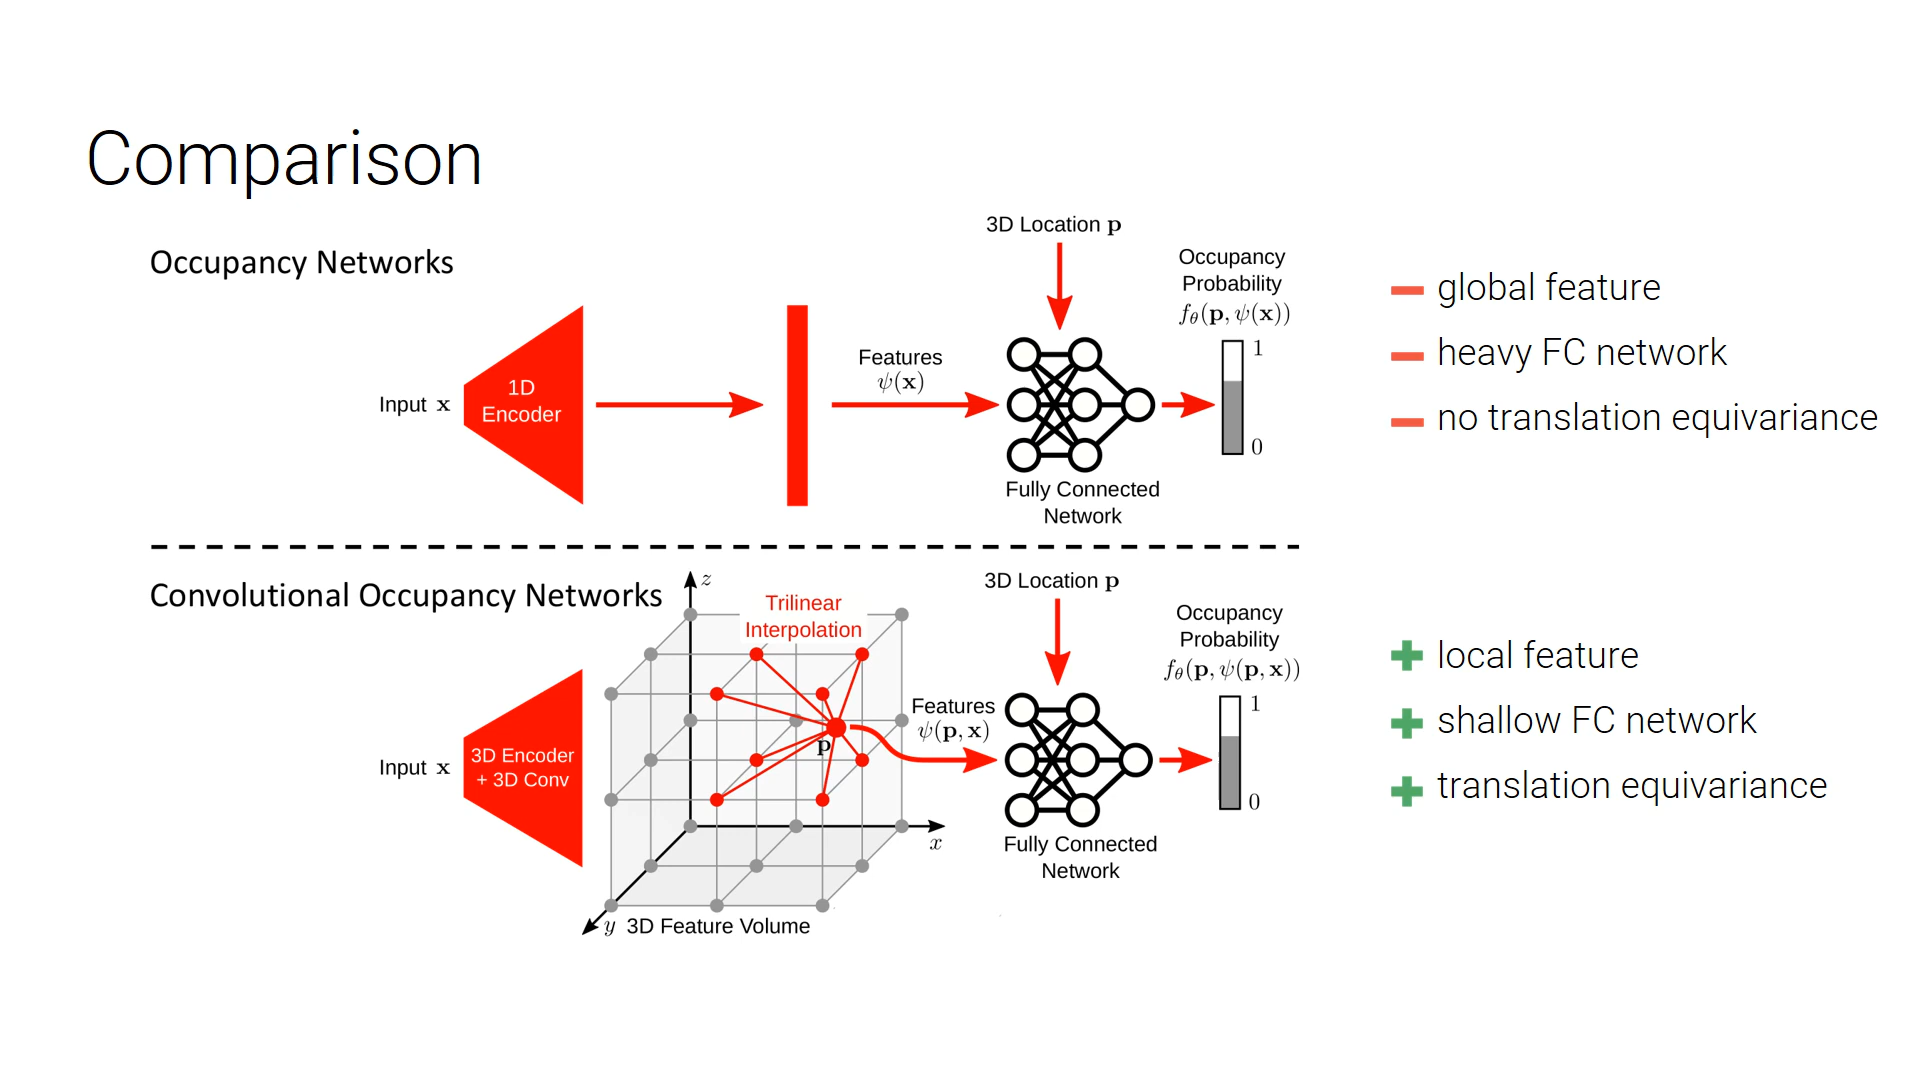 Comparison
Occupancy Networks
Input x
1D
Encoder
Features
ψ(x)
3D Location p
Fully Connected
Network
Occupancy
Probability
f_θ(p, ψ(x))
1
0
global feature
heavy FC network
no translation equivariance
Convolutional Occupancy Networks
Input x
3D Encoder
+ 3D Conv
z
Trilinear
Interpolation
p
x
y
3D Feature Volume
Features
ψ(p, x)
3D Location p
Fully Connected
Network
Occupancy
Probability
f_θ(p, ψ(p, x))
1
0
local feature
shallow FC network
translation equivariance